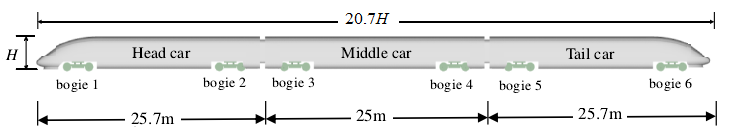 20.7H
H
Head car Middle car Tail car
bogie 1 bogie 2 bogie 3 bogie 4 bogie 5 bogie 6
25.7m 25m 25.7m